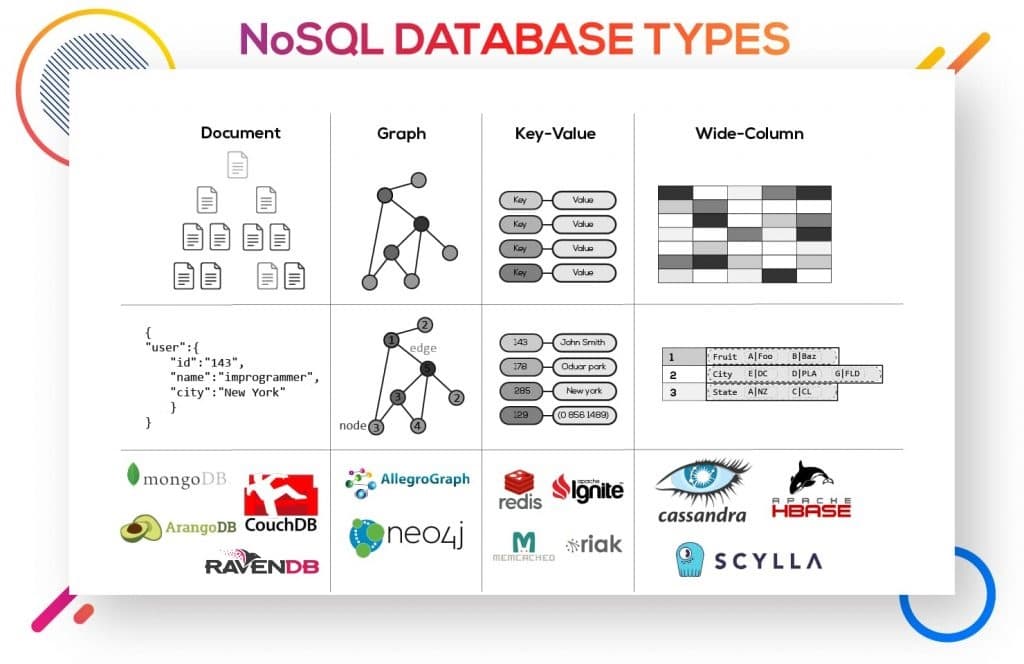 NoSQL DATABASE TYPES
Document
Graph
Key-Value
Wide-Column
Key Value
Key Value
Key Value
Key Value
{
"user":{
"id":"143",
"name":"improgrammer",
"city":"New York"
}
}
2
1
edge
5
3
2
node 3
4
143 John Smith
178 Oduar park
285 New york
129 (0 856 1489)
1 Fruit A|Foo B|Baz
2 City E|DC D|PLA G|FLD
3 State A|NZ C|CL
mongoDB
CouchDB
ArangoDB
RAVENDB
AllegroGraph
neo4j
redis
APACHE
Ignite
MEMCACHED
riak
cassandra
APACHE
HBASE
SCYLLA